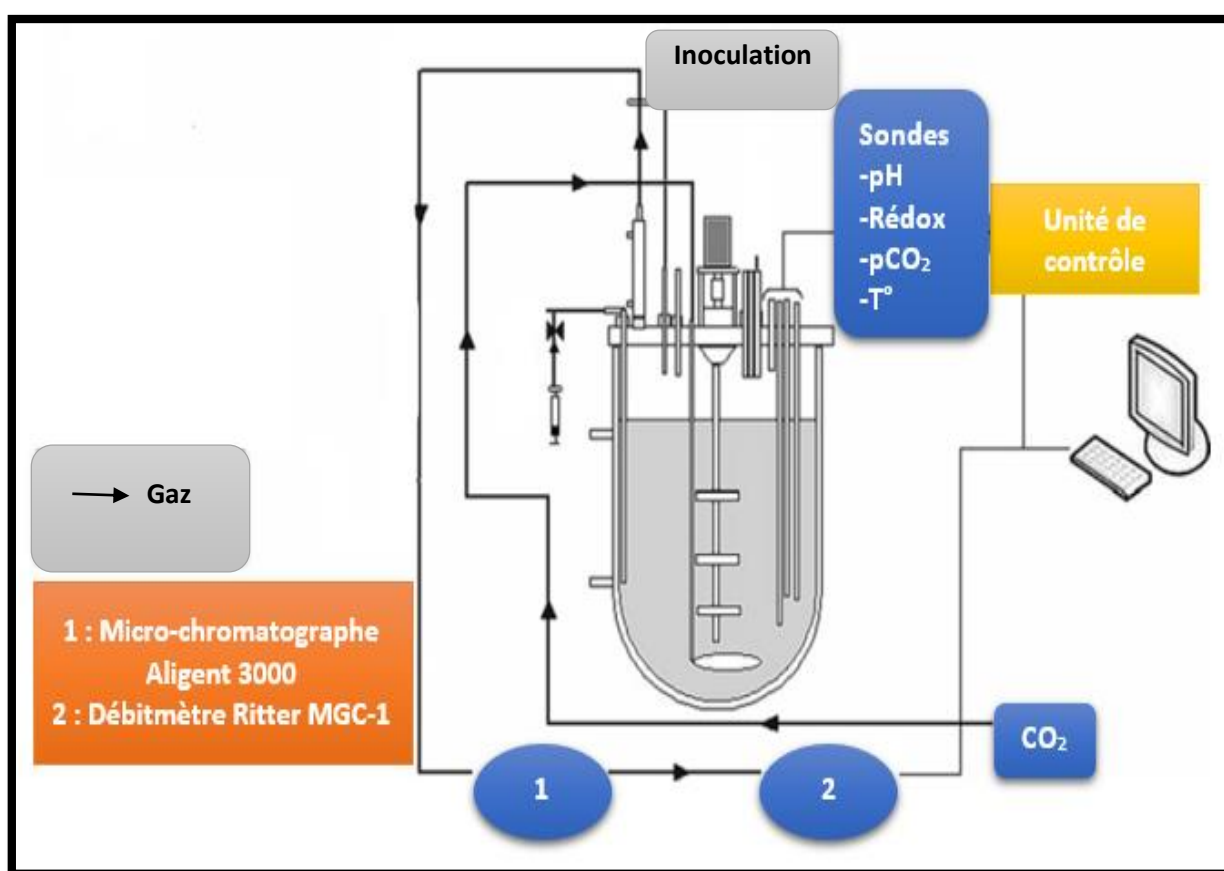 Inoculation
Sondes
-pH
-Rédox
-pCO₂
-T°
Unité de
contrôle
Gaz
1 : Micro-chromatographe
Aligent 3000
2 : Débitmètre Ritter MGC-1
CO₂
1
2